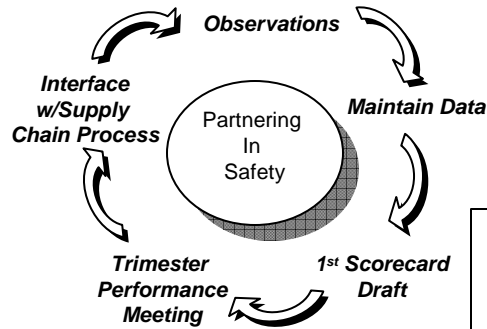 Observations
Maintain Data
1st Scorecard
Draft
Trimester
Performance
Meeting
Interface
w/Supply
Chain Process
Partnering
In
Safety